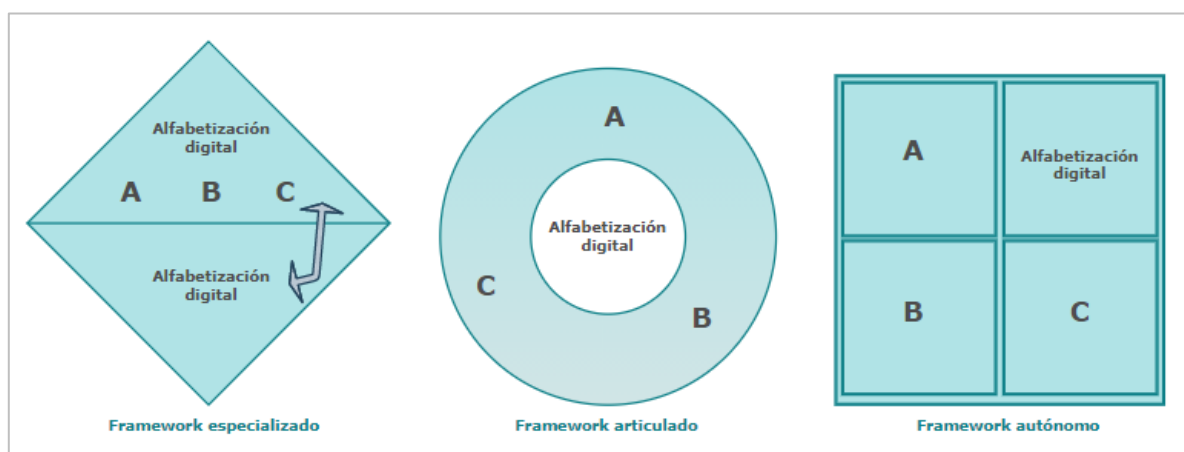 Alfabetización
digital
A B C
Alfabetización
digital
Framework especializado
A
Alfabetización
digital
C
B
Framework articulado
A
Alfabetización
digital
B
C
Framework autónomo